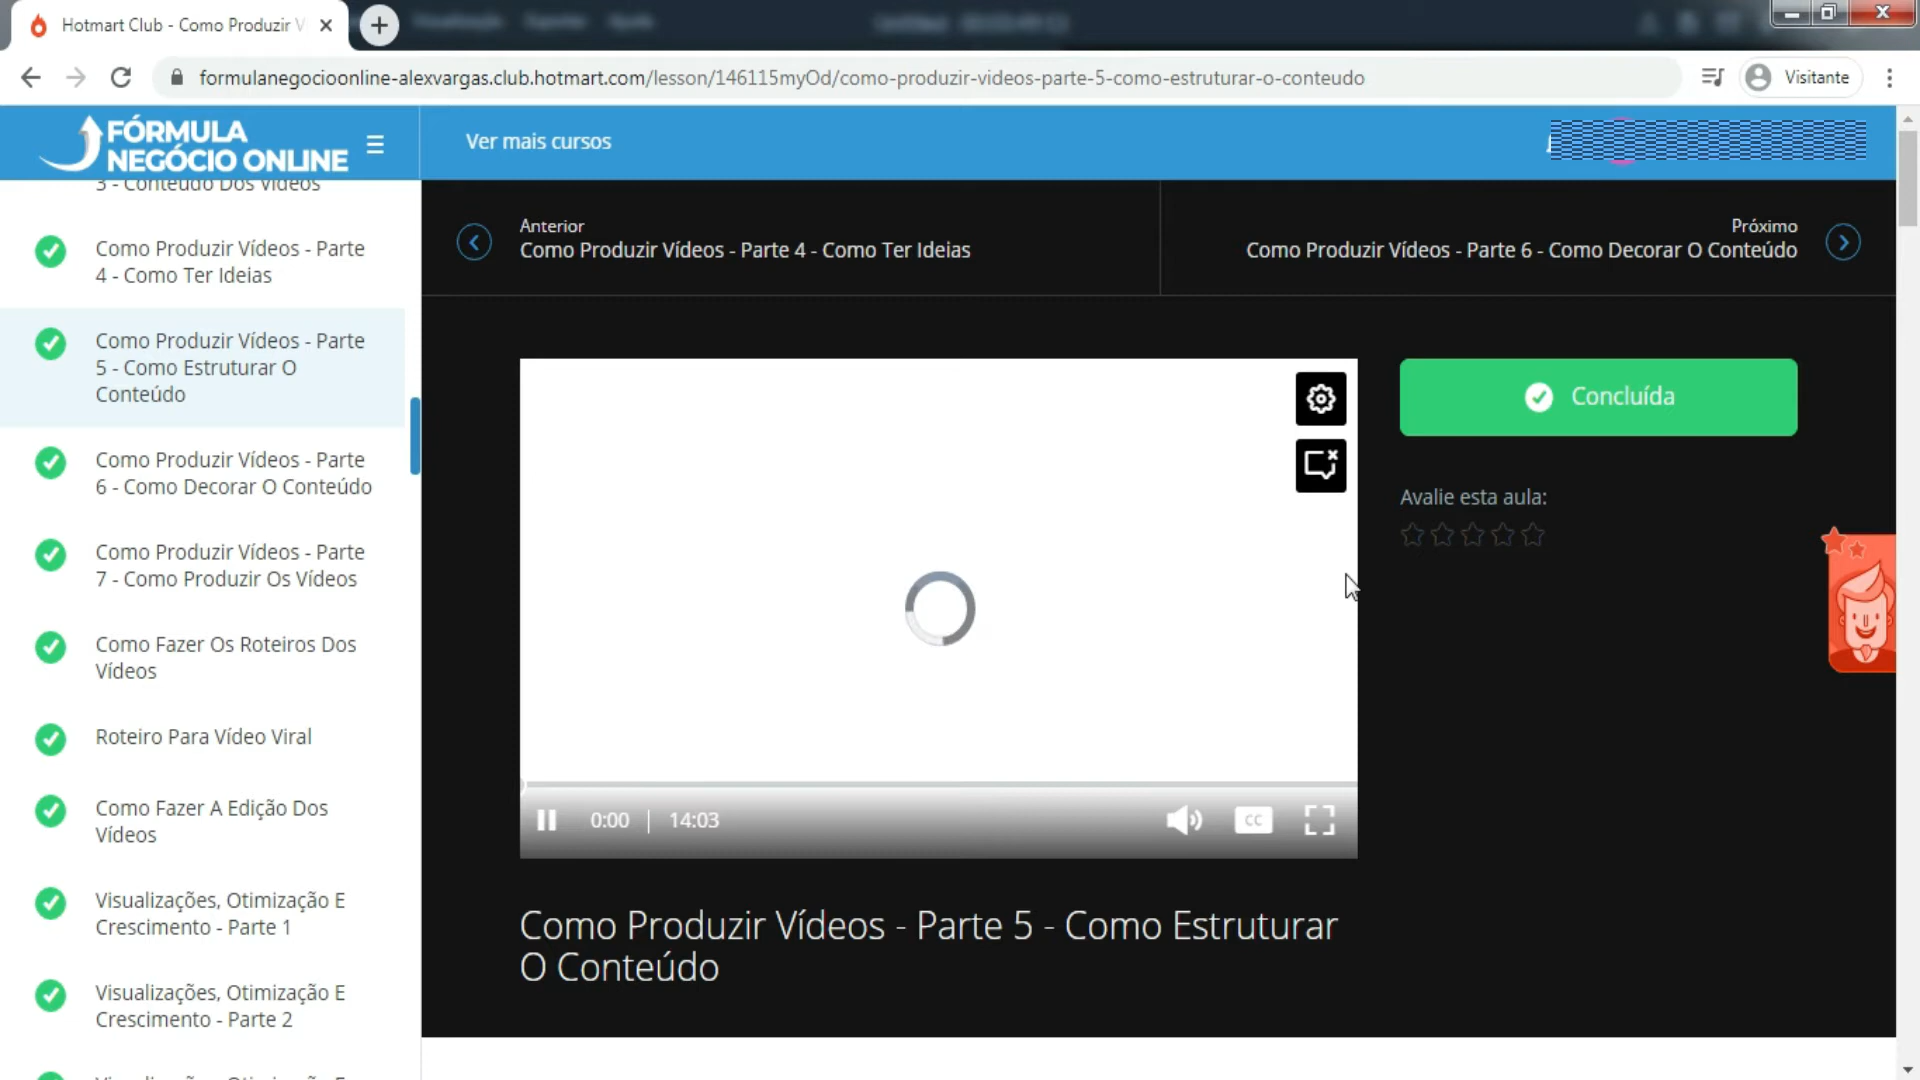 Hotmart Club - Como Produzir V
formulanegocioonline-alexvargas.club.hotmart.com/lesson/146115myOd/como-produzir-videos-parte-5-como-estruturar-o-conteudo
Visitante
FÓRMULA
NEGÓCIO ONLINE
Ver mais cursos
3 - Conteúdo Dos Vídeos
Como Produzir Vídeos - Parte
4 - Como Ter Ideias
Como Produzir Vídeos - Parte
5 - Como Estruturar O
Conteúdo
Como Produzir Vídeos - Parte
6 - Como Decorar O Conteúdo
Como Produzir Vídeos - Parte
7 - Como Produzir Os Vídeos
Como Fazer Os Roteiros Dos
Vídeos
Roteiro Para Vídeo Viral
Como Fazer A Edição Dos
Vídeos
Visualizações, Otimização E
Crescimento - Parte 1
Visualizações, Otimização E
Crescimento - Parte 2
Anterior
Como Produzir Vídeos - Parte 4 - Como Ter Ideias
Próximo
Como Produzir Vídeos - Parte 6 - Como Decorar O Conteúdo
0:00 | 14:03
CC
Concluída
Avalie esta aula:
Como Produzir Vídeos - Parte 5 - Como Estruturar
O Conteúdo